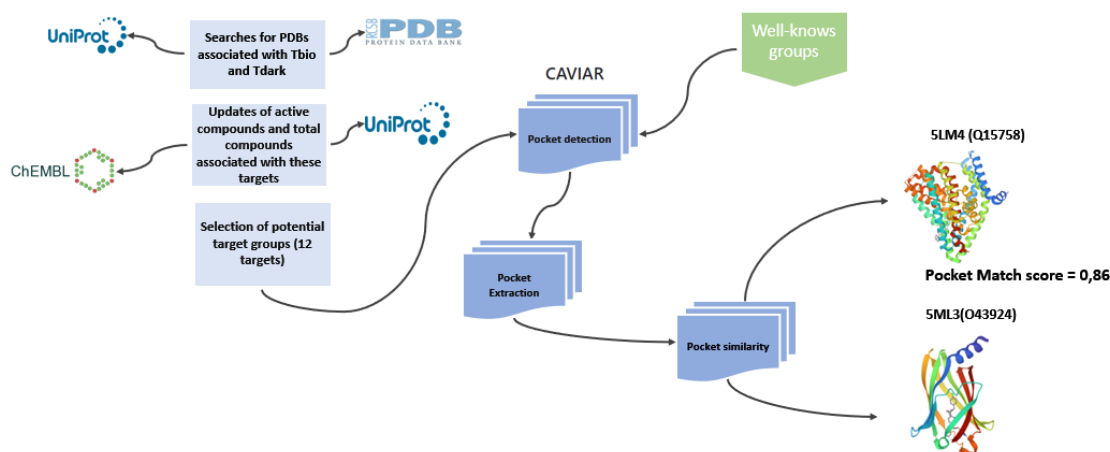 UniProt
Searches for PDBs
associated with Tbio
and Tdark
RCSB
PDB
PROTEIN DATA BANK
Well-knows
groups
CAVIAR
Updates of active
compounds and total
compounds
associated with these
targets
UniProt
ChEMBL
Pocket detection
5LM4 (Q15758)
Selection of potential
target groups (12
targets)
Pocket
Extraction
Pocket Match score = 0,86
5ML3(O43924)
Pocket similarity